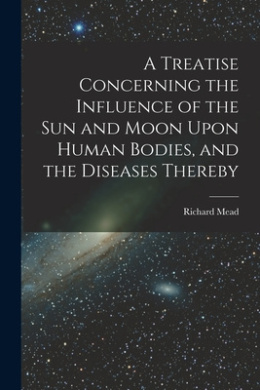 A Treatise
Concerning the
Influence of the
Sun and Moon Upon
Human Bodies, and
the Diseases Thereby
Richard Mead